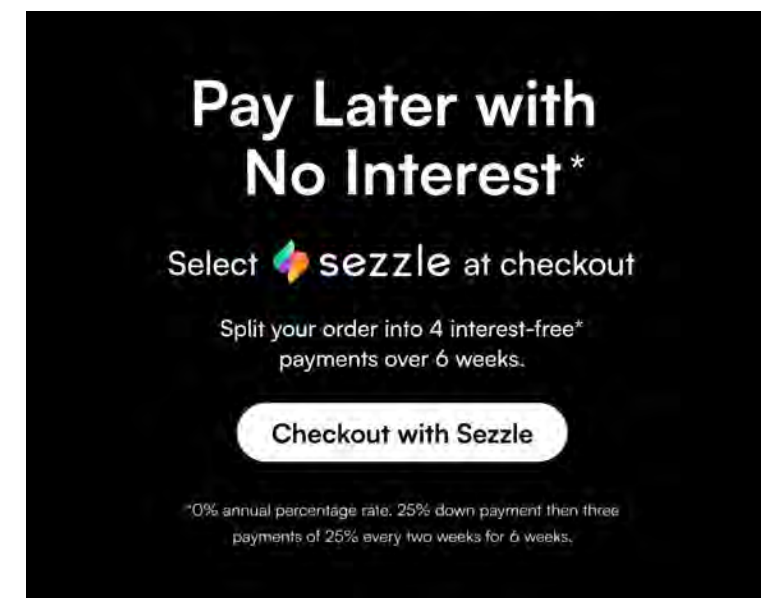 Pay Later with
No Interest*
Select sezzle at checkout
Split your order into 4 interest-free*
payments over 6 weeks.
Checkout with Sezzle
*0% annual percentage rate. 25% down payment then three
payments of 25% every two weeks for 6 weeks.